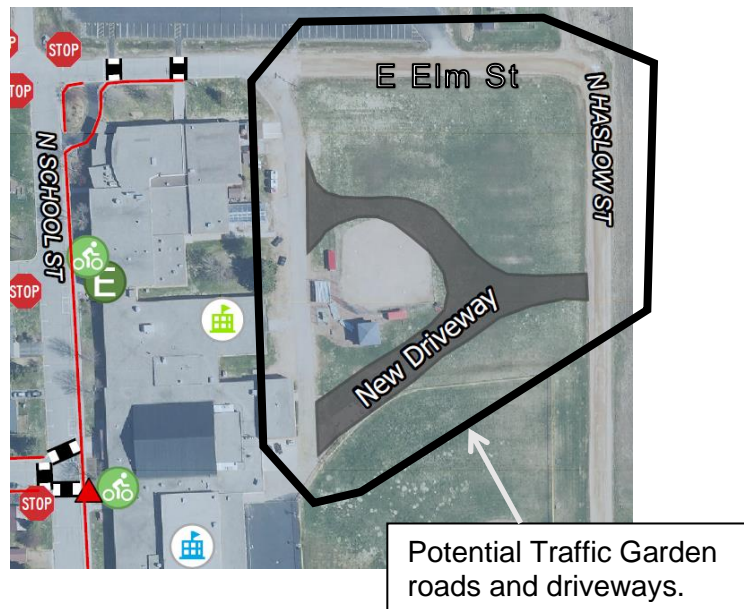 STOP
E Elm St
STOP
N HASLOW ST
N SCHOOL ST
E
STOP
New Driveway
STOP
Potential Traffic Garden
roads and driveways.